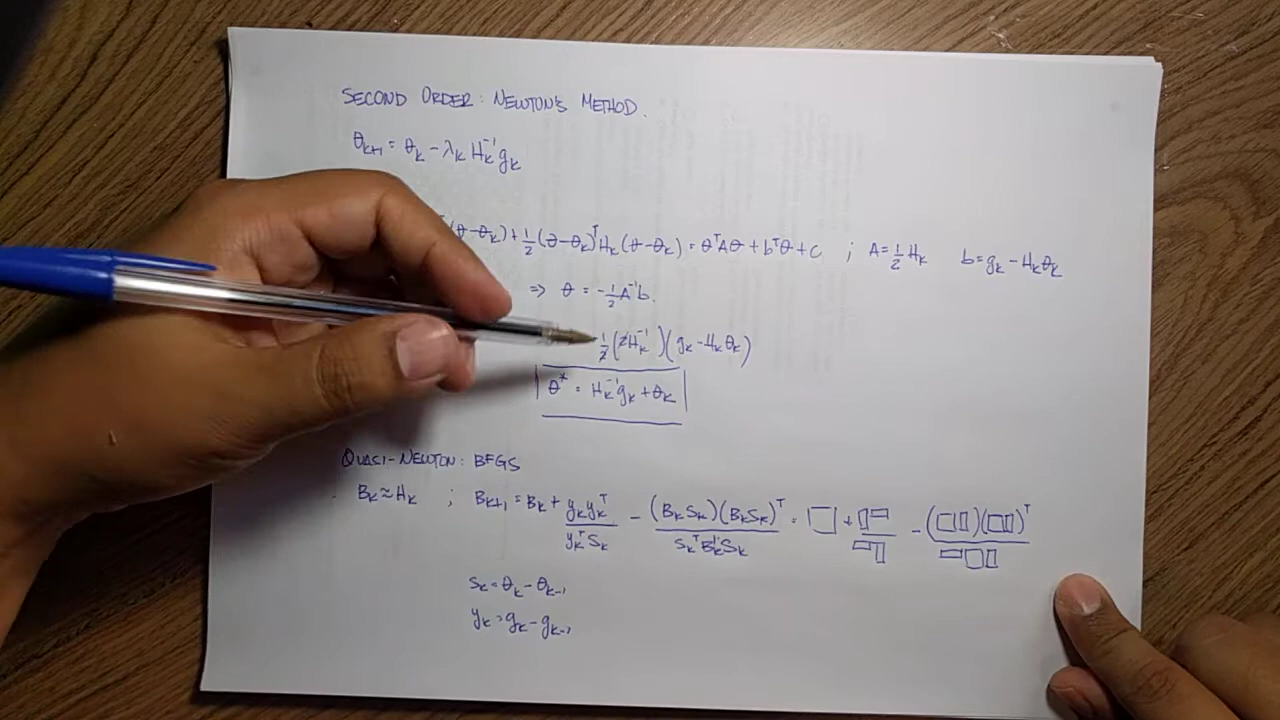 SECOND ORDER: NEWTON'S METHOD.
θₖ₊₁ = θₖ - λₖ Hₖ⁻¹ gₖ
ᵀ(θ-θₖ) + 1/2 (θ-θₖ)ᵀ Hₖ (θ-θₖ) = θᵀAθ + bᵀθ + c ; A = 1/2 Hₖ b = gₖ - Hₖθₖ
⇒ θ = -1/2 A⁻¹b.
1/2 (2Hₖ⁻¹)(gₖ - Hₖθₖ)
θ* = Hₖ⁻¹gₖ + θₖ
QUASI-NEWTON: BFGS
Bₖ ≈ Hₖ ; Bₖ₊₁ = Bₖ + yₖyₖᵀ / yₖᵀSₖ - (BₖSₖ)(BₖSₖ)ᵀ / SₖᵀBₖSₖ =
Sₖ = θₖ - θₖ₋₁
yₖ = gₖ - gₖ₋₁